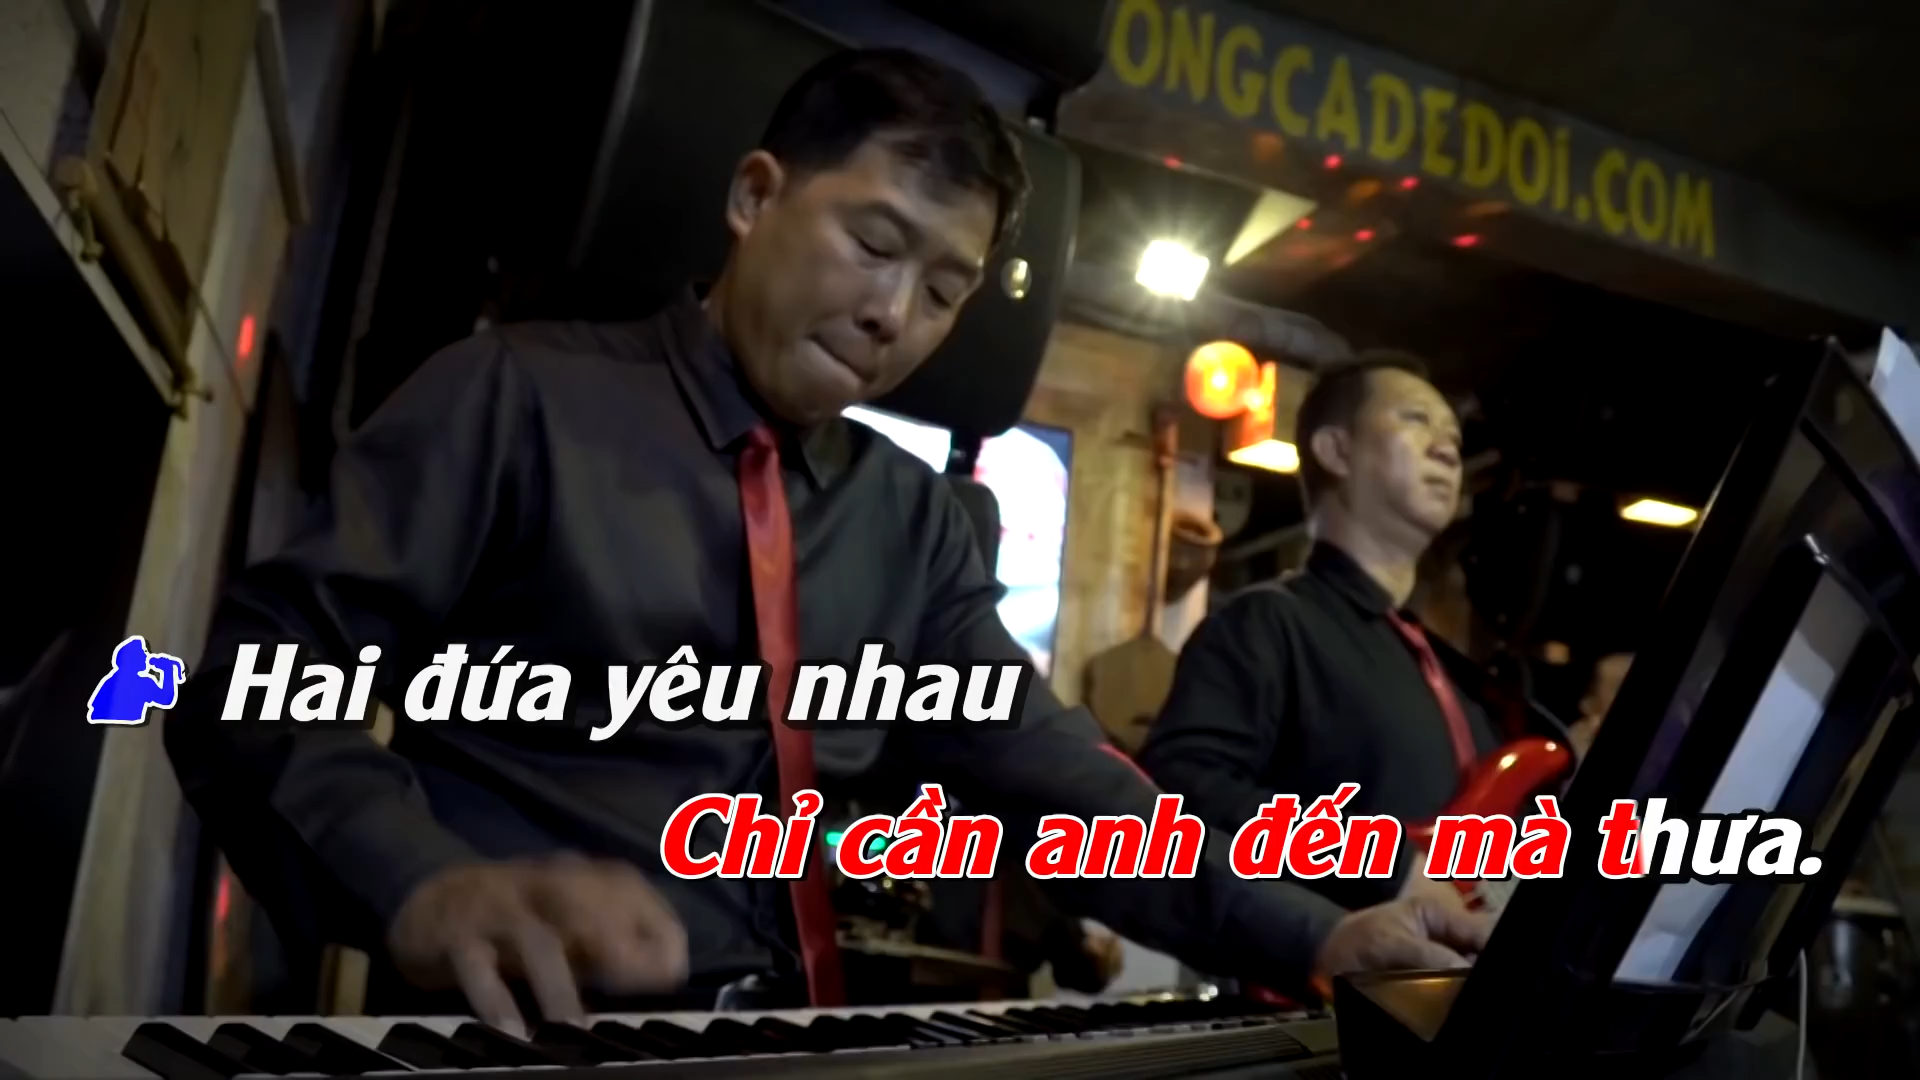 ONGCADEDOI.COM
Hai đứa yêu nhau
Chỉ cần anh đến mà thưa.